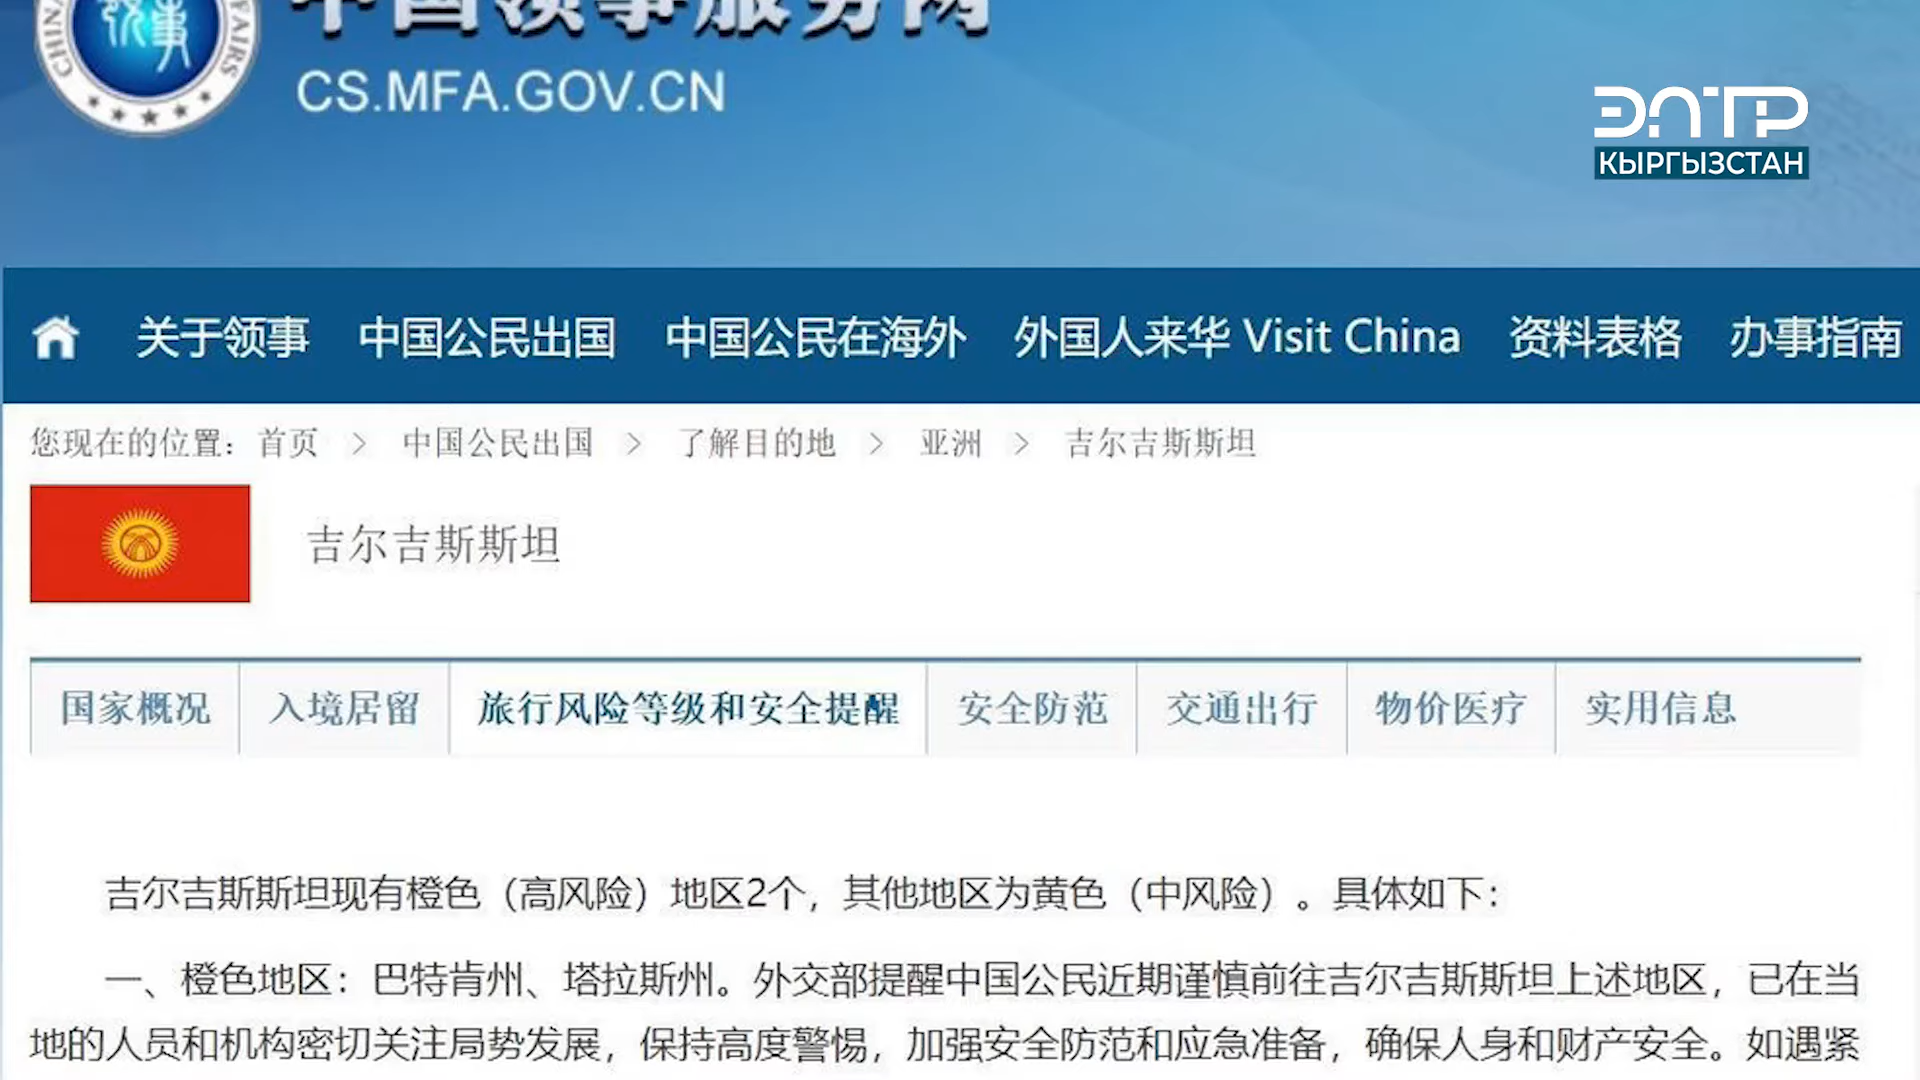 中国领事服务网
CS.MFA.GOV.CN
ЭЛТР
КЫРГЫЗСТАН
关于领事 中国公民出国 中国公民在海外 外国人来华 Visit China 资料表格 办事指南
您现在的位置：首页 > 中国公民出国 > 了解目的地 > 亚洲 > 吉尔吉斯斯坦
吉尔吉斯斯坦
国家概况 入境居留 旅行风险等级和安全提醒 安全防范 交通出行 物价医疗 实用信息
吉尔吉斯斯坦现有橙色（高风险）地区2个，其他地区为黄色（中风险）。具体如下：
一、橙色地区：巴特肯州、塔拉斯州。外交部提醒中国公民近期谨慎前往吉尔吉斯斯坦上述地区，已在当
地的人员和机构密切关注局势发展，保持高度警惕，加强安全防范和应急准备，确保人身和财产安全。如遇紧